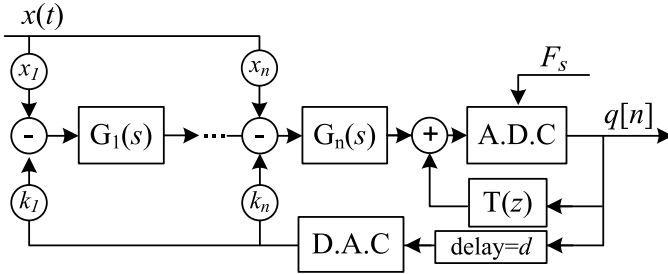 x(t)
x1 xn Fs
- G1(s) ... - Gn(s) + A.D.C q[n]
k1 kn T(z)
D.A.C delay=d